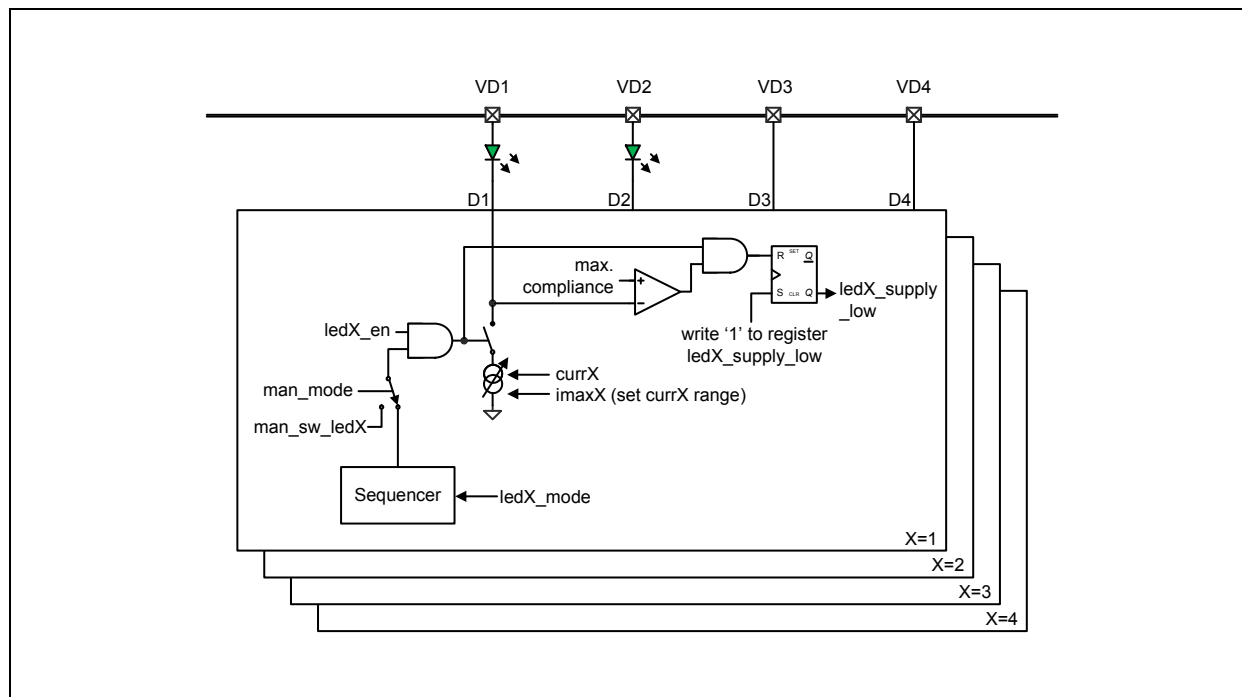 VD1 VD2 VD3 VD4
D1 D2 D3 D4
max.
compliance
+
−
R SET Q
S CLR Q
ledX_supply
_low
write ‘1’ to register
ledX_supply_low
ledX_en
man_mode
man_sw_ledX
currX
imaxX (set currX range)
Sequencer
ledX_mode
X=1
X=2
X=3
X=4